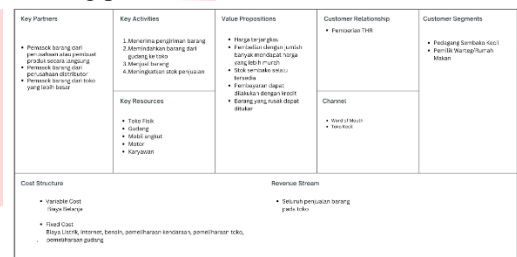 Key Partners
Pemasok barang dari
perusahaan atau pembuat
produk secara langsung
Pemasok barang dari
perusahaan distributor
Pemasok barang dari toko
yang lebih besar
Key Activities
1.Menerima pengiriman barang
2.Memindahkan barang dari
gudang ke toko
3.Menjual barang
4.Meningkatkan stok penjualan
Key Resources
Toko Fisik
Gudang
Mobil angkut
Motor
Karyawan
Value Propositions
Harga terjangkau
Pembelian dengan jumlah
banyak mendapat harga
yang lebih murah
Stok sembako selalu
tersedia
Pembayaran dapat
dilakukan dengan kredit
Barang yang rusak dapat
ditukar
Customer Relationship
Pemberian THR
Channel
Word of Mouth
Toko Kecil
Customer Segments
Pedagang Sembako Kecil
Pemilik Warteg/Rumah
Makan
Cost Structure
Variable Cost
Biaya Belanja
Fixed Cost
Biaya Listrik, internet, bensin, pemeliharaan kendaraan, pemeliharaan toko,
pemeliharaan gudang
Revenue Stream
Seluruh penjualan barang
pada toko